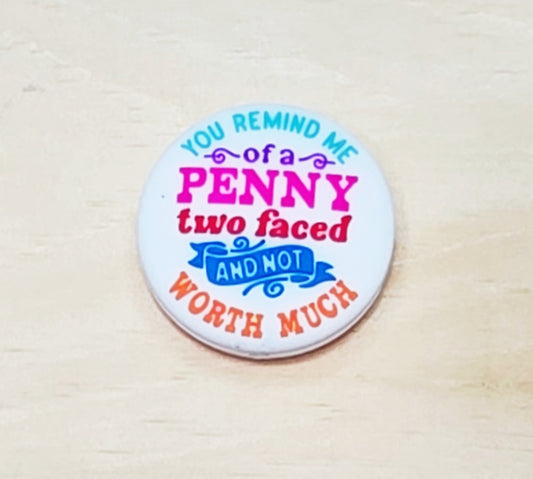 YOU REMIND ME
of a
PENNY
two faced
AND NOT
WORTH MUCH